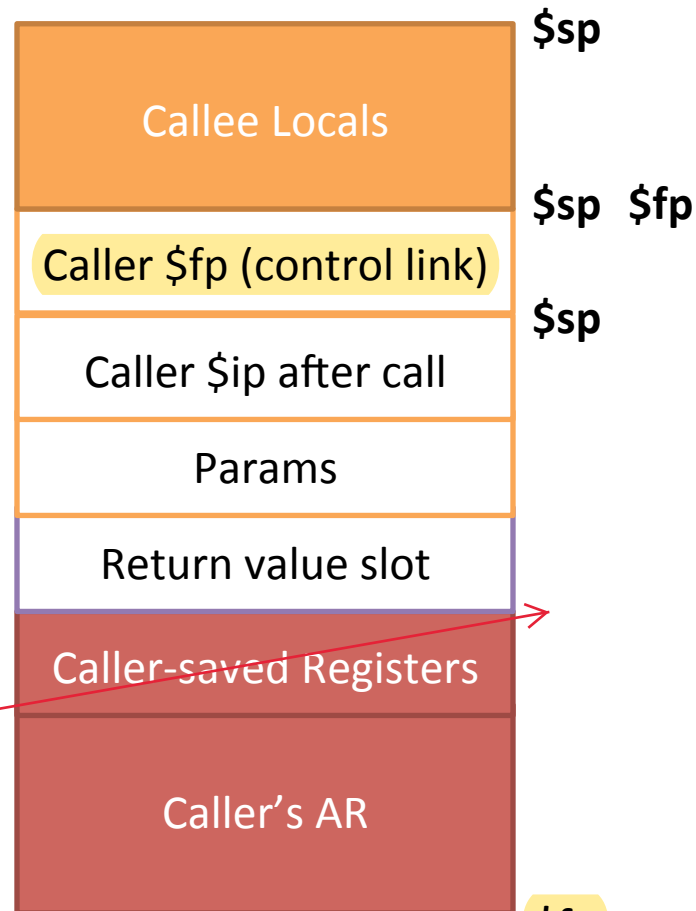 $sp
Callee Locals
$sp $fp
Caller $fp (control link)
$sp
Caller $ip after call
Params
Return value slot
Caller-saved Registers
Caller's AR